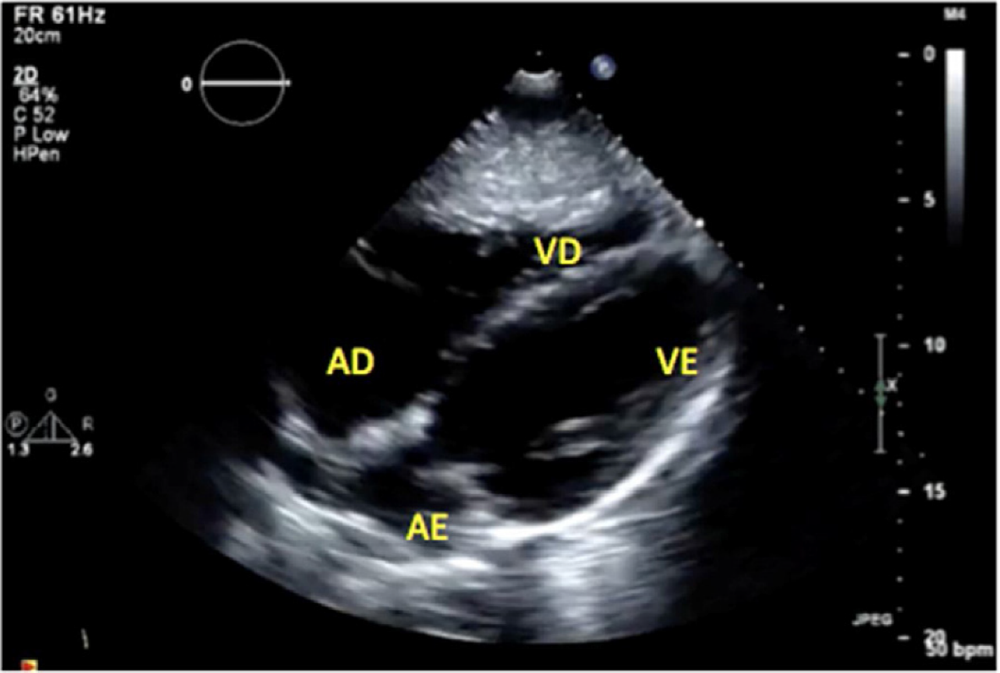 FR 61Hz
20cm
2D
64%
C 52
P Low
HPen
0
M4
0
5
10
X
15
20
50 bpm
VD
AD
VE
AE
0
P R
1.3 2.6
JPEG